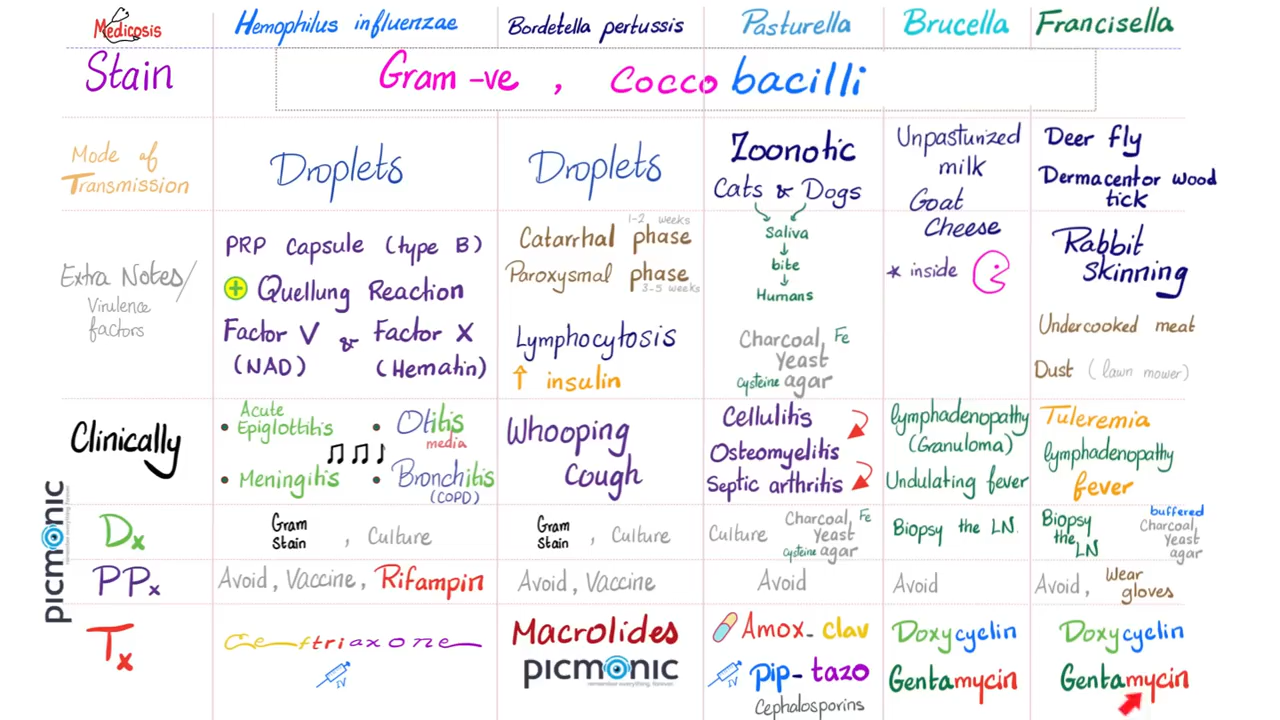 Medicosis
Hemophilus influenzae
Bordetella pertussis
Pasturella
Brucella
Francisella
Stain
Gram -ve , Coccobacilli
Mode of
Transmission
Droplets
Droplets
Zoonotic
Cats & Dogs
Unpasturized
milk
Goat
Cheese
Deer fly
Dermacentor wood
tick
Extra Notes/
Virulence
factors
PRP Capsule (type B)
+ Quellung Reaction
Factor V & Factor X
(NAD) (Hematin)
1-2 weeks
Catarrhal phase
Paroxysmal phase
3-5 weeks
Lymphocytosis
↑ insulin
Saliva
↓
bite
↓
Humans
Charcoal, Fe
Yeast
cysteine agar
* inside
Rabbit
Skinning
Undercooked meat
Dust (lawn mower)
Clinically
• Acute
Epiglottitis
• Otitis
media
• Meningitis
• Bronchitis
(COPD)
Whooping
Cough
Cellulitis
Osteomyelitis
Septic arthritis
lymphadenopathy
(Granuloma)
Undulating fever
Tuleremia
lymphadenopathy
fever
Dx
Gram
Stain , Culture
Gram
Stain , Culture
Culture
Charcoal, Fe
Yeast
cysteine agar
Biopsy the LN.
Biopsy
the
LN
buffered
Charcoal,
Yeast
agar
PPx
Avoid, Vaccine, Rifampin
Avoid, Vaccine
Avoid
Avoid
Avoid, Wear
gloves
Tx
Ceftriaxone
IV
Macrolides
picmonic
remember everything, forever.
Amox-clav
pip-tazo
Cephalosporins
Doxycyclin
Gentamycin
Doxycyclin
Gentamycin
picmonic